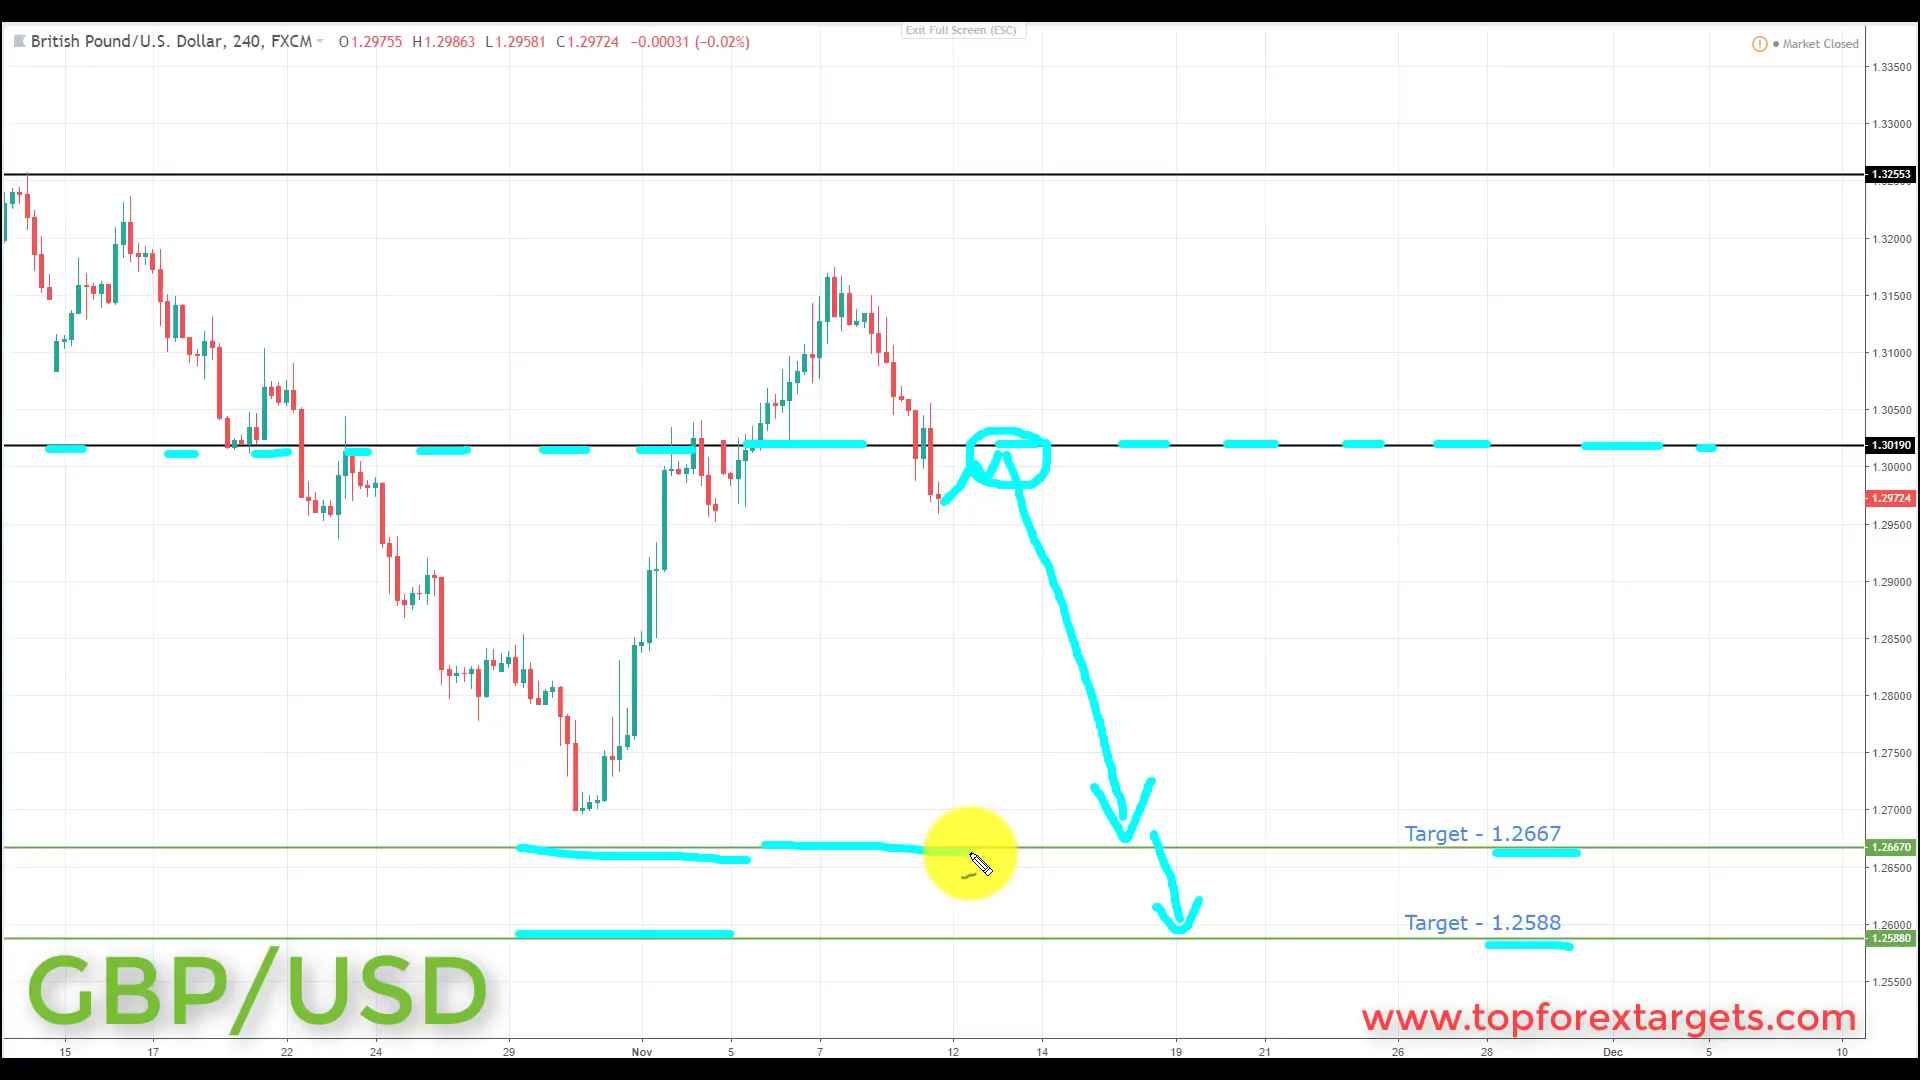 Exit Full Screen (ESC)
British Pound/U.S. Dollar, 240, FXCM O1.29755 H1.29863 L1.29581 C1.29724 −0.00031 (−0.02%)
Market Closed
1.33500
1.33000
1.32553
1.32000
1.31500
1.31000
1.30500
1.30190
1.30000
1.29724
1.29500
1.29000
1.28500
1.28000
1.27500
1.27000
Target - 1.2667
1.26670
1.26500
Target - 1.2588
1.26000
1.25880
1.25500
GBP/USD
www.topforextargets.com
15 17 22 24 29 Nov 5 7 12 14 19 21 26 28 Dec 5 10